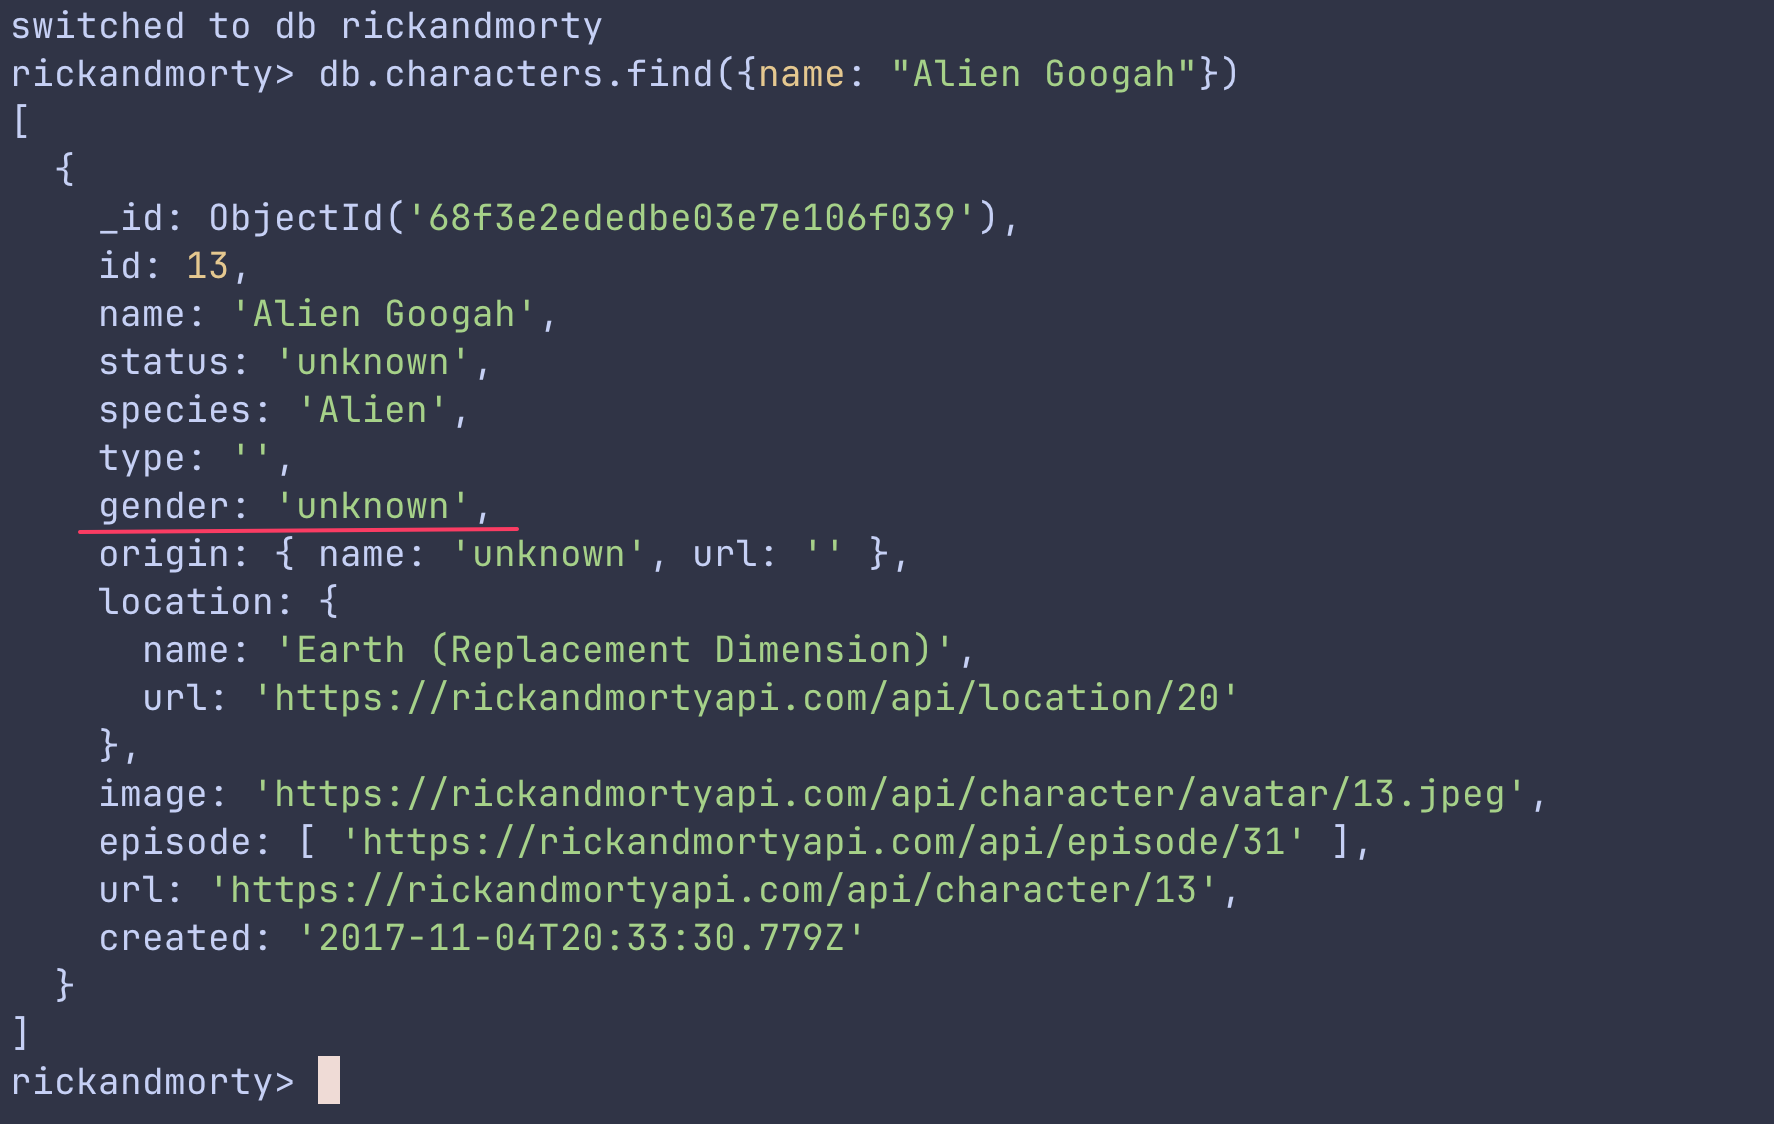 switched to db rickandmorty
rickandmorty> db.characters.find({name: "Alien Googah"})
[
  {
    _id: ObjectId('68f3e2ededbe03e7e106f039'),
    id: 13,
    name: 'Alien Googah',
    status: 'unknown',
    species: 'Alien',
    type: '',
    gender: 'unknown',
    origin: { name: 'unknown', url: '' },
    location: {
      name: 'Earth (Replacement Dimension)',
      url: 'https://rickandmortyapi.com/api/location/20'
    },
    image: 'https://rickandmortyapi.com/api/character/avatar/13.jpeg',
    episode: [ 'https://rickandmortyapi.com/api/episode/31' ],
    url: 'https://rickandmortyapi.com/api/character/13',
    created: '2017-11-04T20:33:30.779Z'
  }
]
rickandmorty>